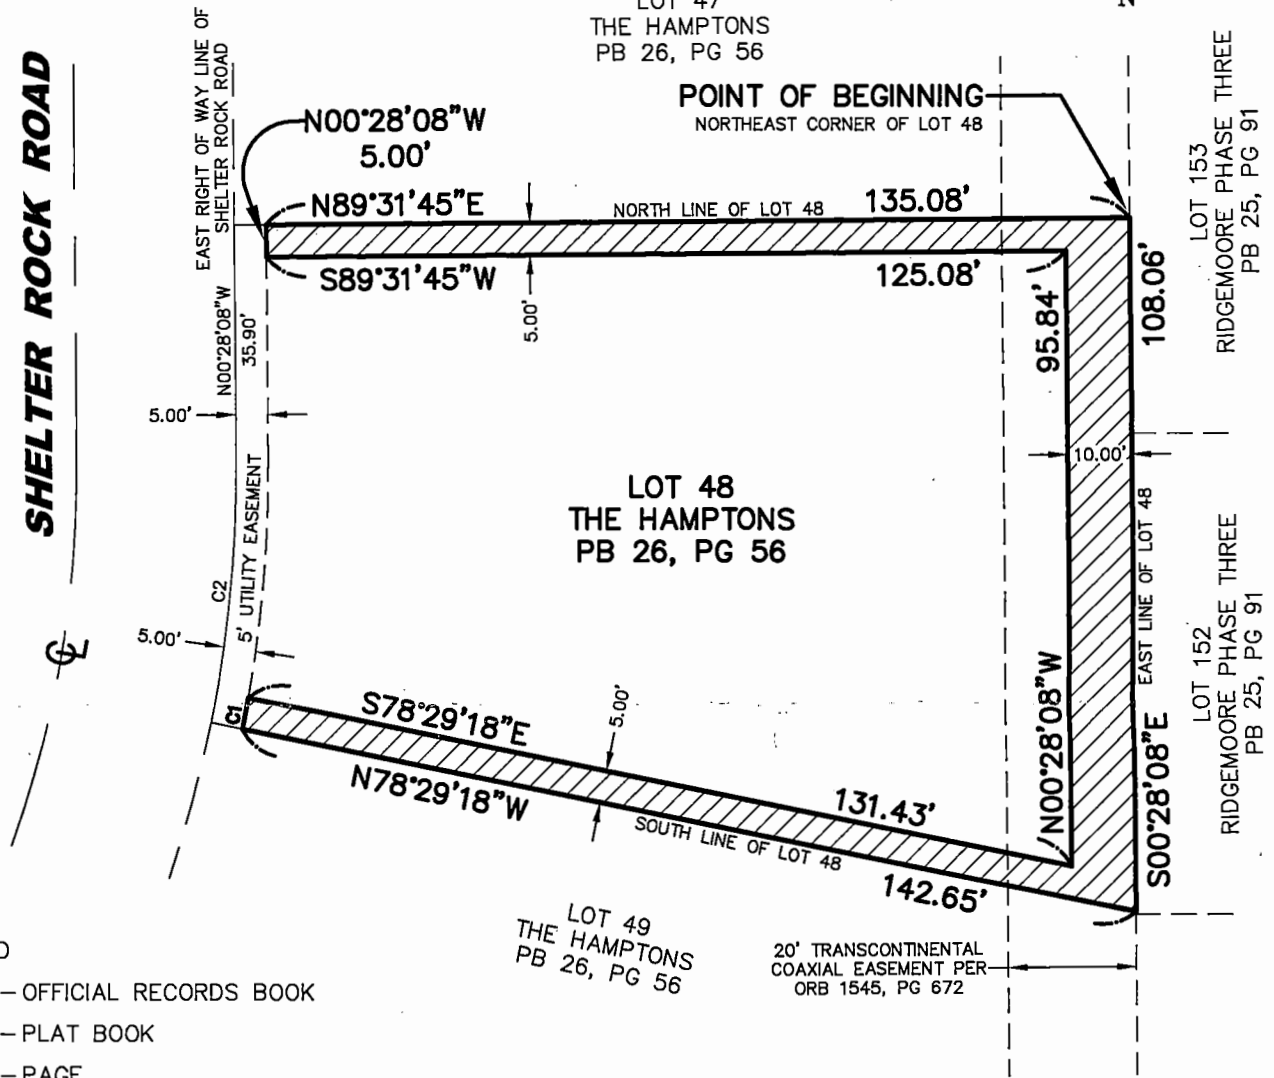 LOT 47
THE HAMPTONS
PB 26, PG 56
N
SHELTER ROCK ROAD
EAST RIGHT OF WAY LINE OF
SHELTER ROCK ROAD
N00°28'08"W
5.00'
POINT OF BEGINNING
NORTHEAST CORNER OF LOT 48
LOT 153
RIDGEMOORE PHASE THREE
PB 25, PG 91
N89°31'45"E
NORTH LINE OF LOT 48
135.08'
S89°31'45"W
125.08'
5.00'
N00°28'08"W
35.90'
95.84'
108.06'
5.00'
10.00'
5' UTILITY EASEMENT
LOT 48
THE HAMPTONS
PB 26, PG 56
EAST LINE OF LOT 48
C2
5.00'
℄
LOT 152
RIDGEMOORE PHASE THREE
PB 25, PG 91
C1
S78°29'18"E
5.00'
N00°28'08"W
S00°28'08"E
N78°29'18"W
131.43'
SOUTH LINE OF LOT 48
142.65'
LOT 49
THE HAMPTONS
PB 26, PG 56
20' TRANSCONTINENTAL
COAXIAL EASEMENT PER
ORB 1545, PG 672
D
– OFFICIAL RECORDS BOOK
– PLAT BOOK
– PAGE